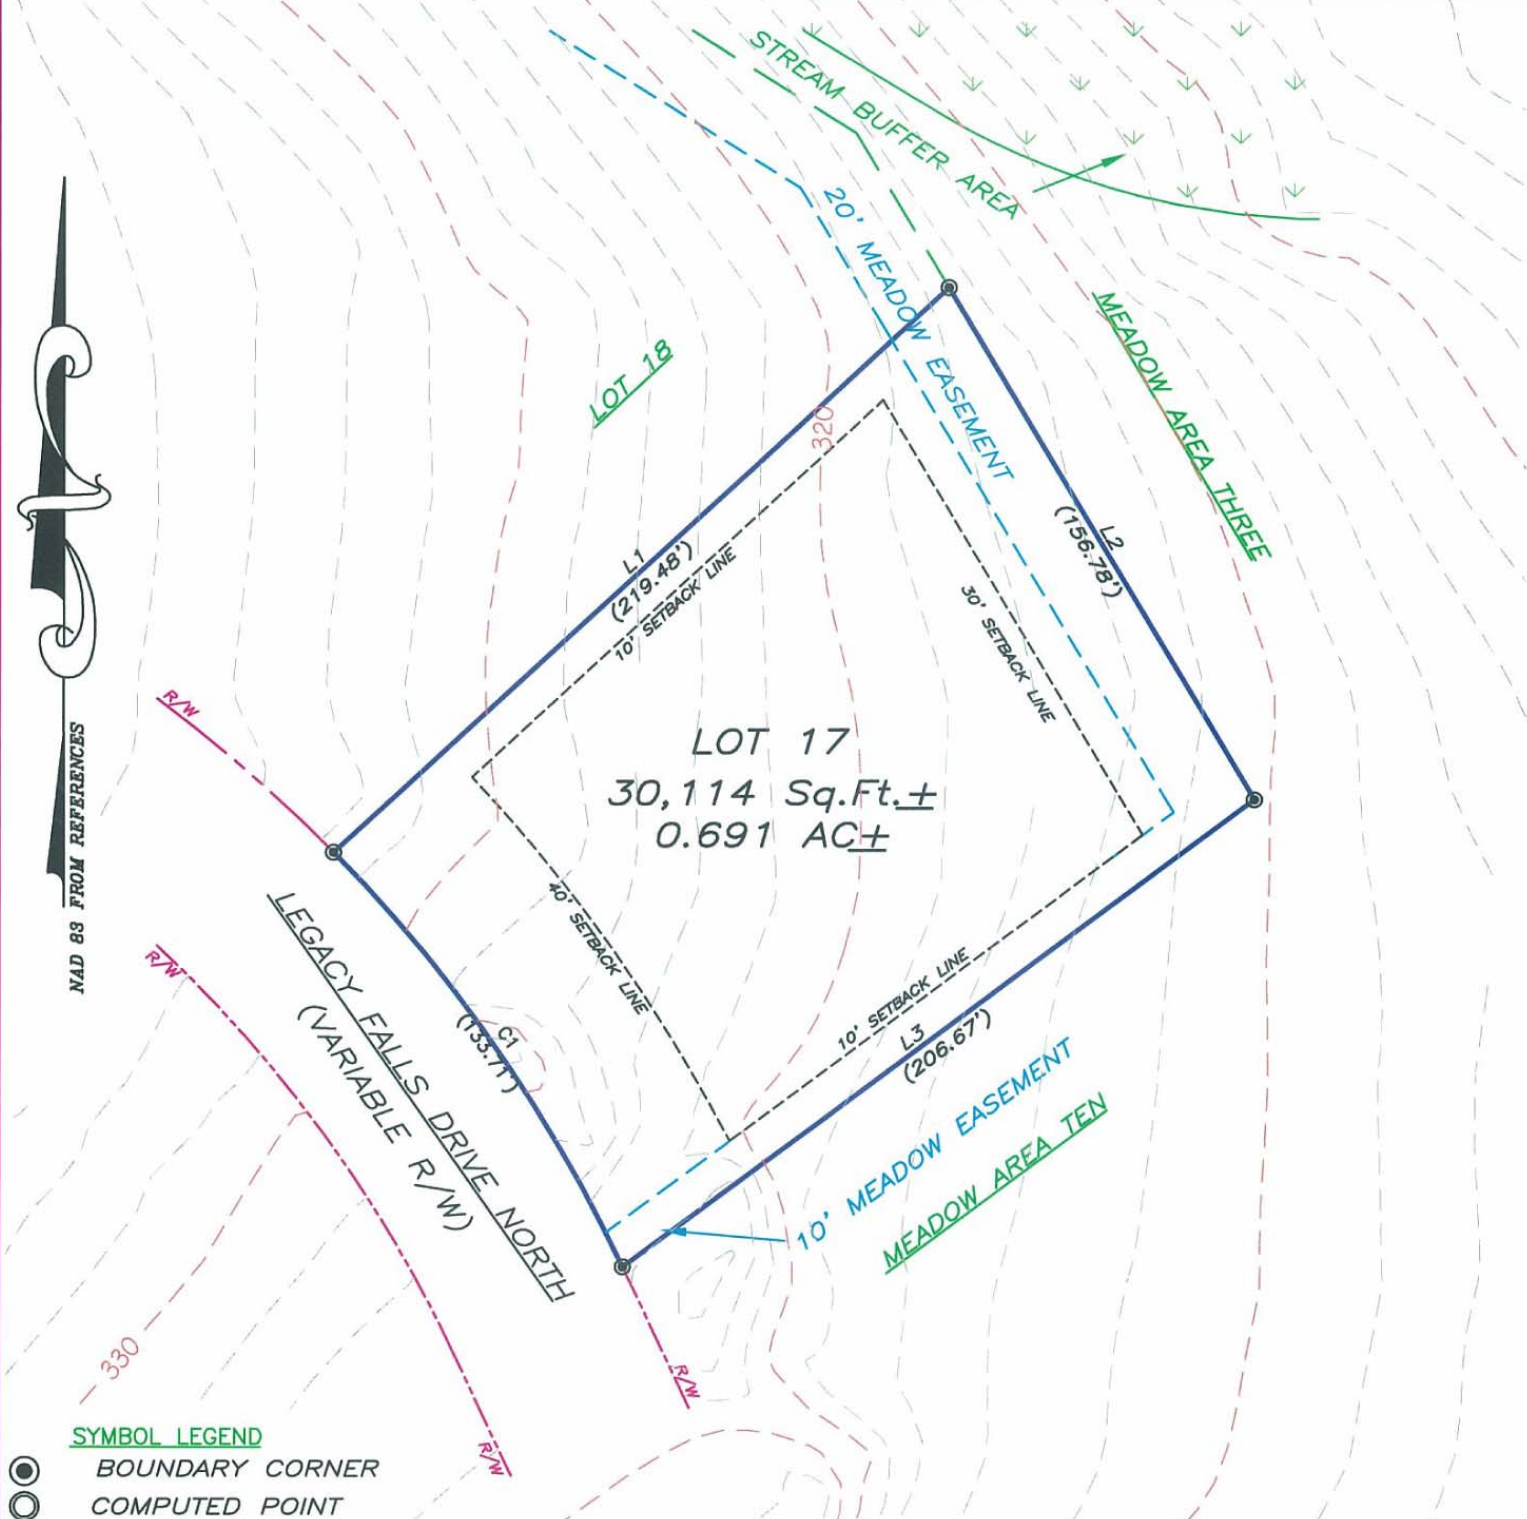 STREAM BUFFER AREA
20' MEADOW EASEMENT
MEADOW AREA THREE
LOT 18
320
L1
(219.48')
10' SETBACK LINE
L2
(156.78')
30' SETBACK LINE
NAD 83 FROM REFERENCES
R/W
LOT 17
30,114 Sq.Ft.±
0.691 AC±
40' SETBACK LINE
10' SETBACK LINE
L3
(206.67')
R/W
LEGACY FALLS DRIVE NORTH
(VARIABLE R/W)
C1
(133.71')
10' MEADOW EASEMENT
MEADOW AREA TEN
330
R/W
R/W
SYMBOL LEGEND
BOUNDARY CORNER
COMPUTED POINT